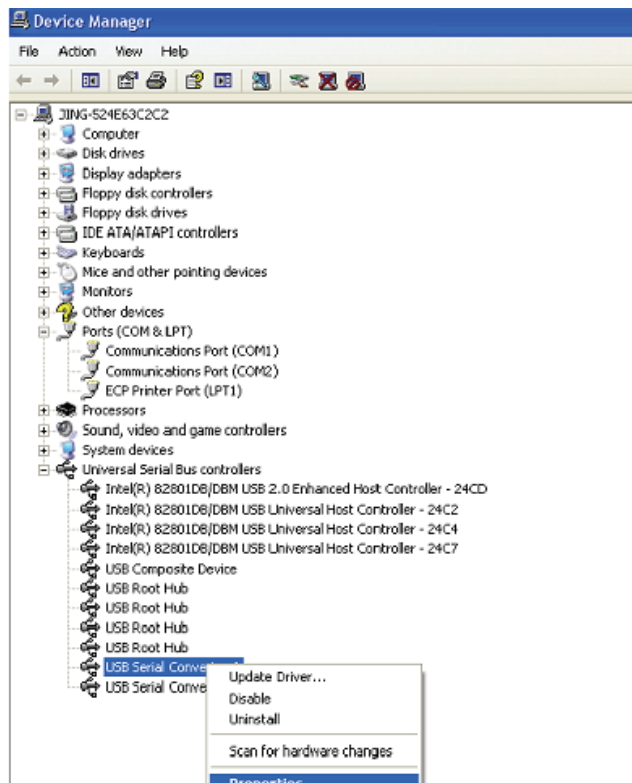 Device Manager
File Action View Help
JING-524E63C2C2
Computer
Disk drives
Display adapters
Floppy disk controllers
Floppy disk drives
IDE ATA/ATAPI controllers
Keyboards
Mice and other pointing devices
Monitors
Other devices
Ports (COM & LPT)
Communications Port (COM1)
Communications Port (COM2)
ECP Printer Port (LPT1)
Processors
Sound, video and game controllers
System devices
Universal Serial Bus controllers
Intel(R) 82801DB/DBM USB 2.0 Enhanced Host Controller - 24CD
Intel(R) 82801DB/DBM USB Universal Host Controller - 24C2
Intel(R) 82801DB/DBM USB Universal Host Controller - 24C4
Intel(R) 82801DB/DBM USB Universal Host Controller - 24C7
USB Composite Device
USB Root Hub
USB Root Hub
USB Root Hub
USB Root Hub
USB Serial
USB Serial Conve
Update Driver...
Disable
Uninstall
Scan for hardware changes
Properties